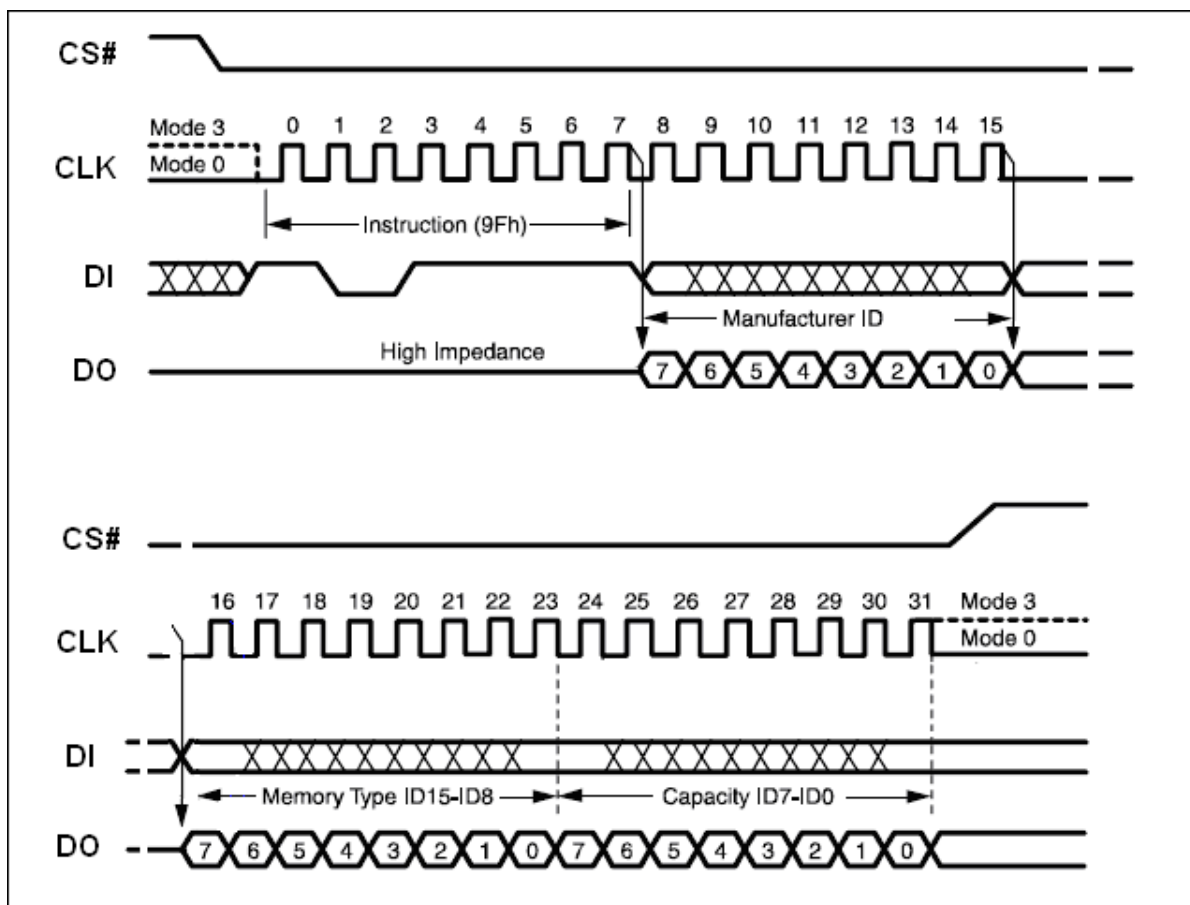 CS#
Mode 3
0 1 2 3 4 5 6 7 8 9 10 11 12 13 14 15
CLK
Mode 0
Instruction (9Fh)
DI
Manufacturer ID
High Impedance
DO
7 6 5 4 3 2 1 0
CS#
16 17 18 19 20 21 22 23 24 25 26 27 28 29 30 31
Mode 3
CLK
Mode 0
DI
Memory Type ID15-ID8
Capacity ID7-ID0
DO
7 6 5 4 3 2 1 0 7 6 5 4 3 2 1 0